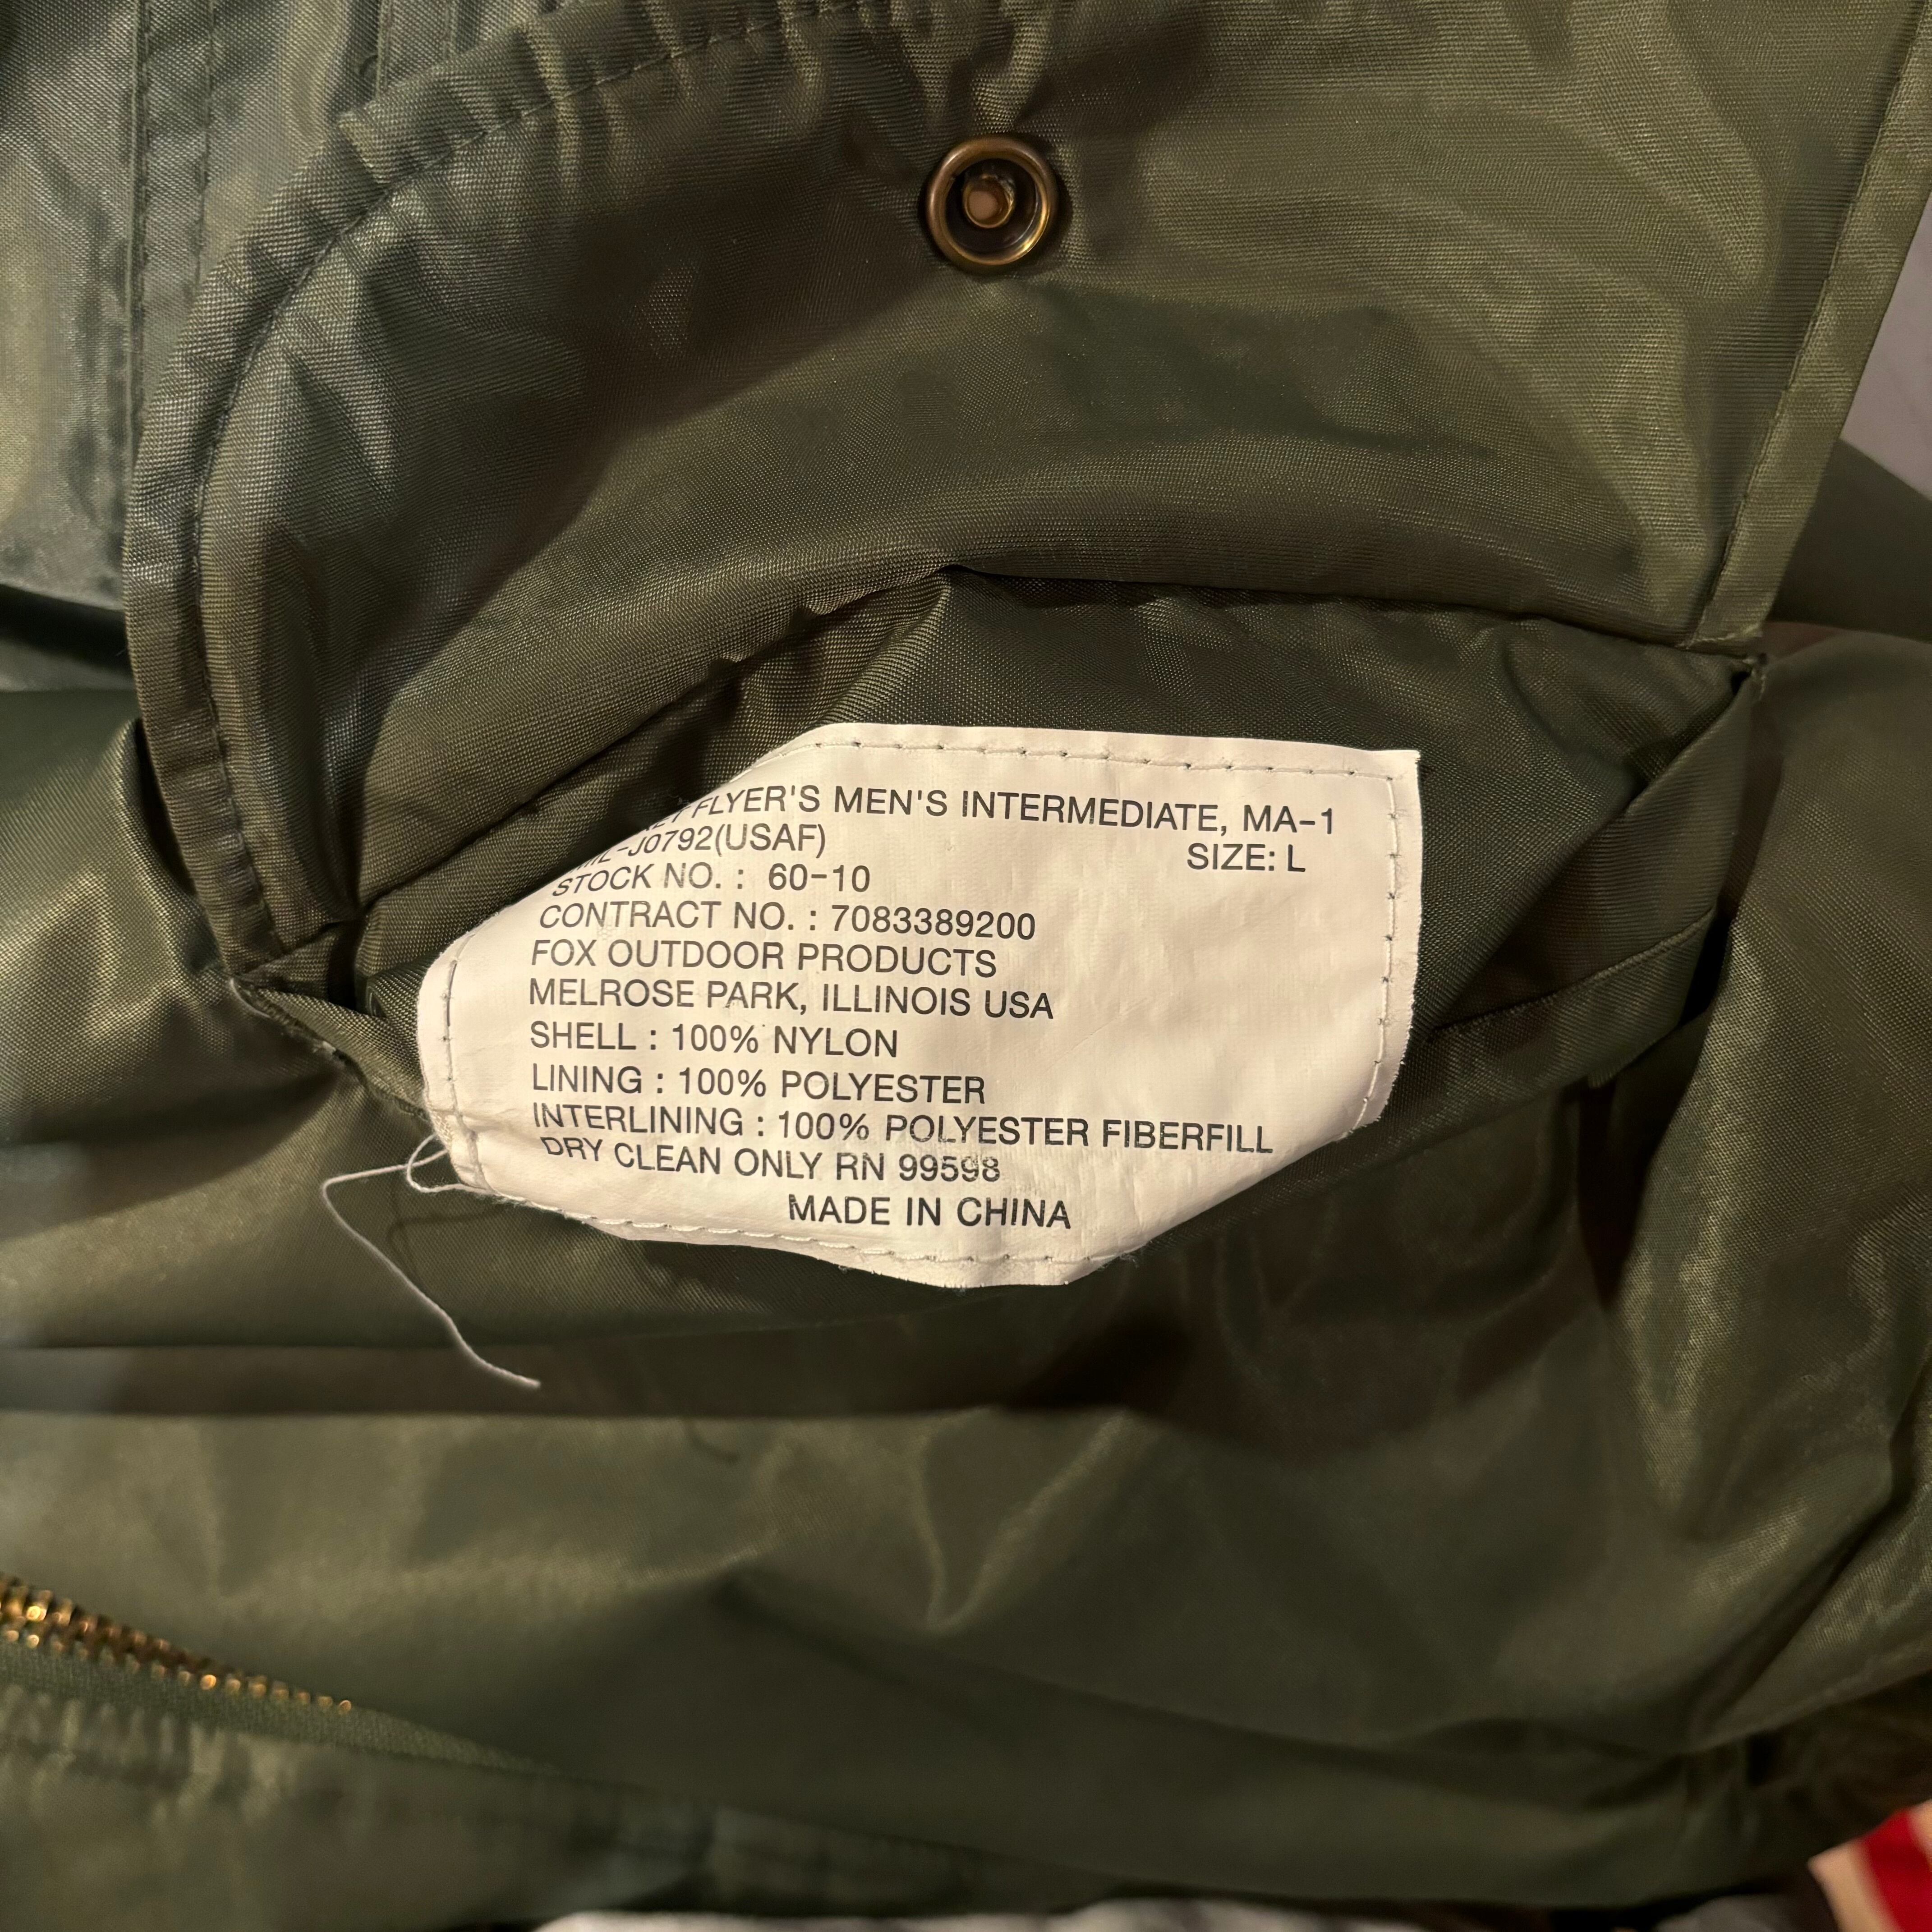 FLYER'S MEN'S INTERMEDIATE, MA-1
MIL-J0792(USAF) SIZE: L
STOCK NO. : 60-10
CONTRACT NO. : 7083389200
FOX OUTDOOR PRODUCTS
MELROSE PARK, ILLINOIS USA
SHELL : 100% NYLON
LINING : 100% POLYESTER
INTERLINING : 100% POLYESTER FIBERFILL
DRY CLEAN ONLY RN 99598
MADE IN CHINA